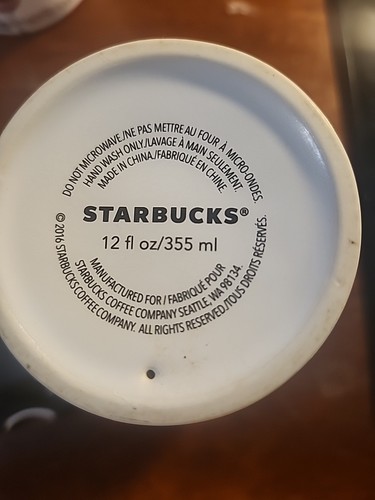 DO NOT MICROWAVE./NE PAS METTRE AU FOUR À MICRO-ONDES.
HAND WASH ONLY./LAVAGE À MAIN SEULEMENT.
MADE IN CHINA./FABRIQUÉ EN CHINE.
STARBUCKS®
12 fl oz/355 ml
MANUFACTURED FOR / FABRIQUÉ POUR
STARBUCKS COFFEE COMPANY SEATTLE, WA 98134.
© 2016 STARBUCKS COFFEE COMPANY. ALL RIGHTS RESERVED./TOUS DROITS RÉSERVÉS.